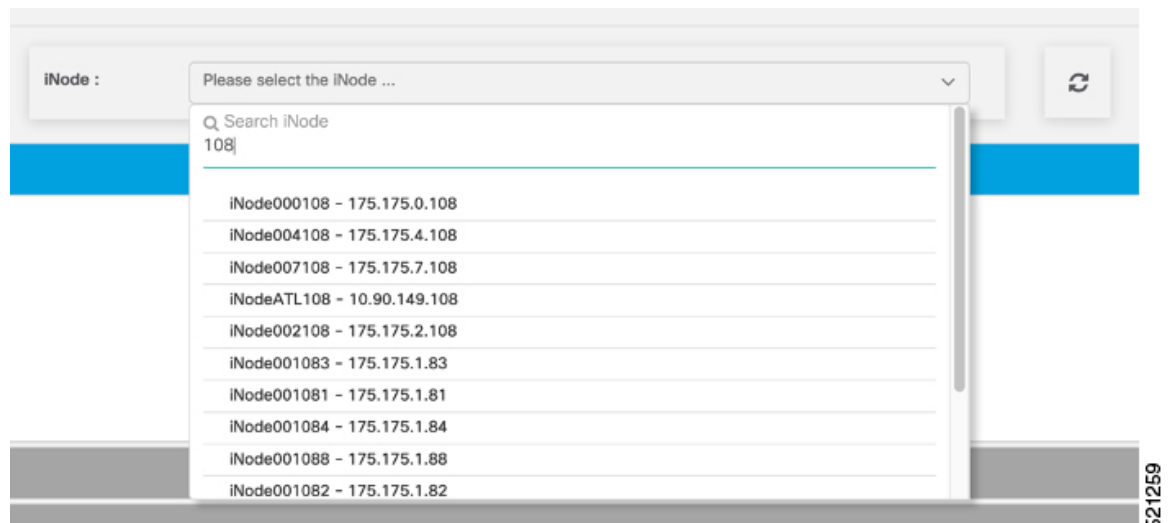 iNode :
Please select the iNode ...
Search iNode
108
iNode000108 - 175.175.0.108
iNode004108 - 175.175.4.108
iNode007108 - 175.175.7.108
iNodeATL108 - 10.90.149.108
iNode002108 - 175.175.2.108
iNode001083 - 175.175.1.83
iNode001081 - 175.175.1.81
iNode001084 - 175.175.1.84
iNode001088 - 175.175.1.88
iNode001082 - 175.175.1.82
521259